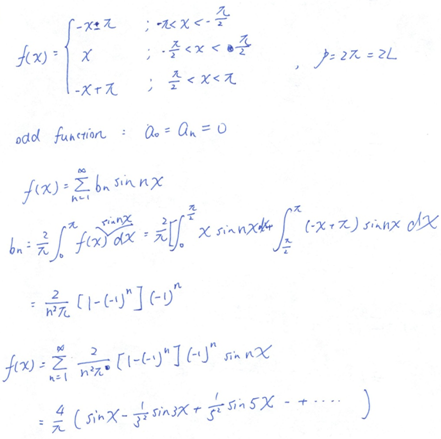 f(x) = { -x±π ; -π<x<-π/2
x ; -π/2<x<π/2 , p=2π=2L
-x+π ; π/2<x<π
odd function : a₀ = aₙ = 0
f(x) = ∑_{n=1}^{∞} bₙ sin nx
bₙ = 2/π ∫₀^π f(x) sin nx dx = 2/π [∫₀^{π/2} x sin nx dx + ∫_{π/2}^{π} (-x+π) sin nx dx
= 2/(n²π) [1-(-1)ⁿ] (-1)ⁿ
f(x) = ∑_{n=1}^{∞} 2/(n²π) [1-(-1)ⁿ] (-1)ⁿ sin nx
= 4/π ( sin x - 1/3² sin 3x + 1/5² sin 5x - + ..... )